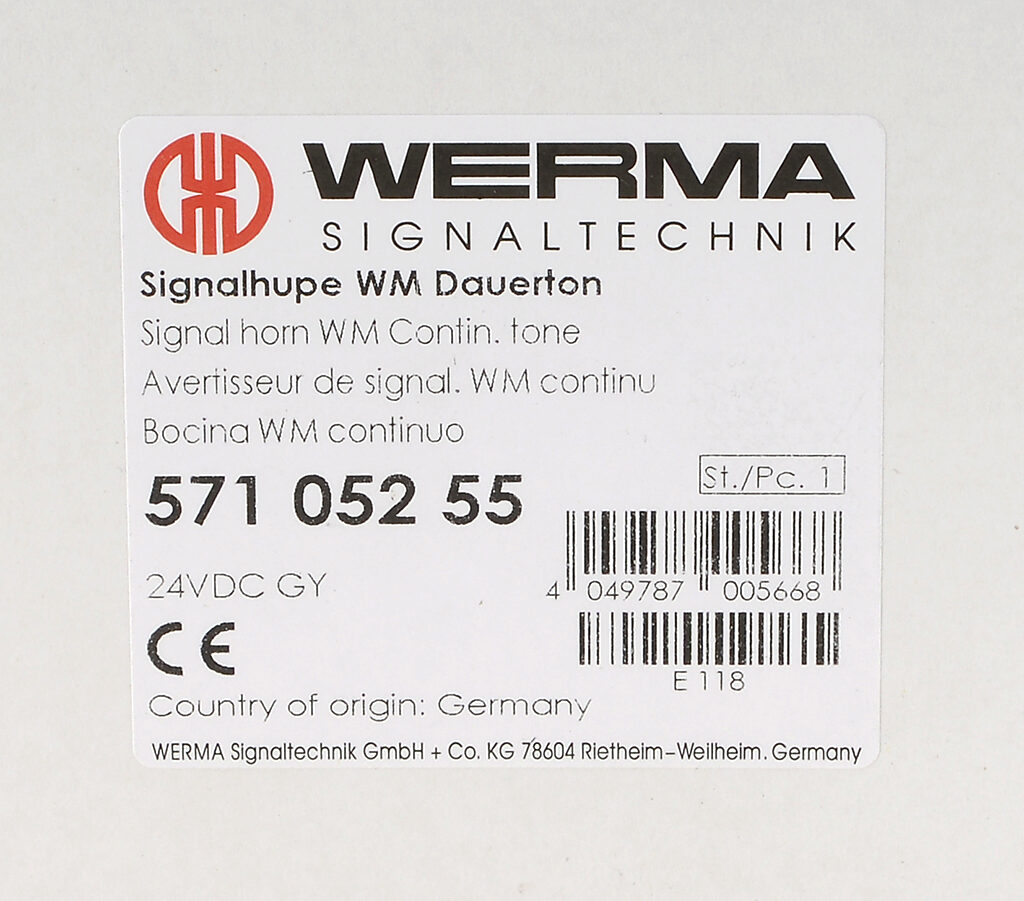 WERMA
SIGNALTECHNIK
Signalhupe WM Dauerton
Signal horn WM Contin. tone
Avertisseur de signal. WM continu
Bocina WM continuo
571 052 55
St./Pc. 1
24VDC GY
4 049787 005668
CE
E 118
Country of origin: Germany
WERMA Signaltechnik GmbH + Co. KG 78604 Rietheim-Weilheim. Germany